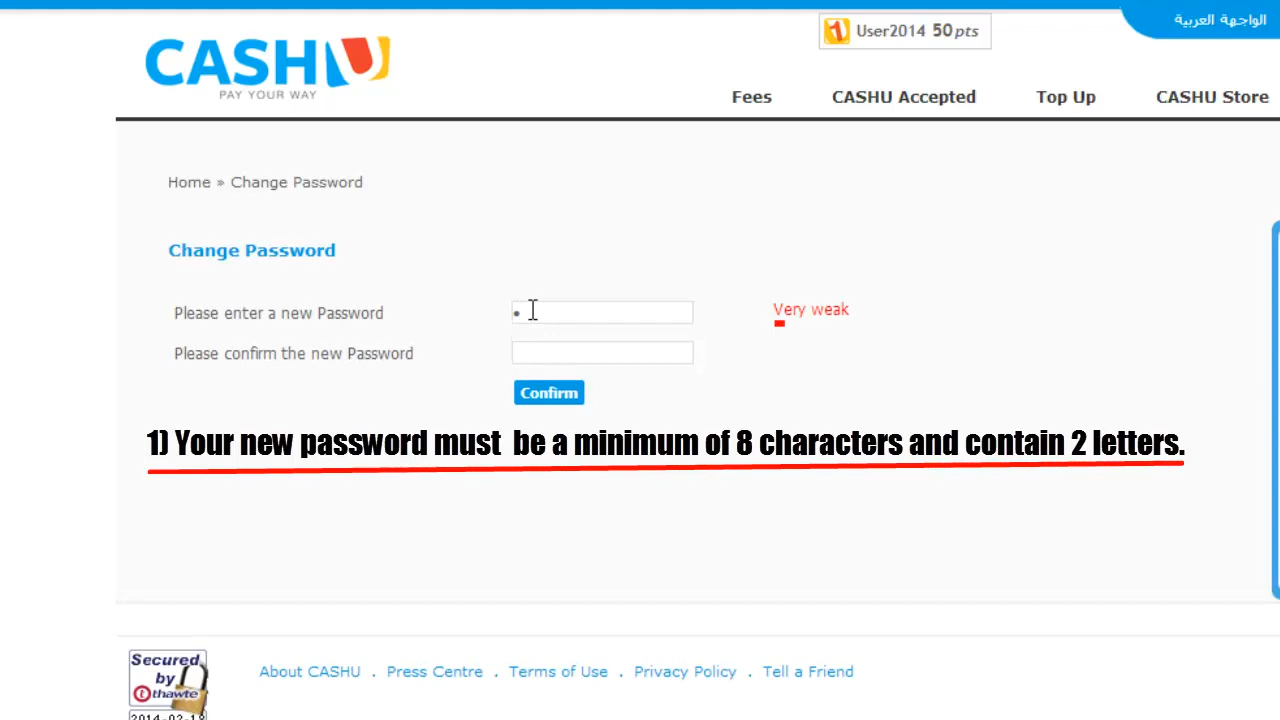 الواجهة العربية
User2014 50 pts
CASHU
PAY YOUR WAY
Fees CASHU Accepted Top Up CASHU Store
Home » Change Password
Change Password
Please enter a new Password Very weak
Please confirm the new Password
Confirm
1) Your new password must be a minimum of 8 characters and contain 2 letters.
Secured
by
thawte
2014-02-18
About CASHU . Press Centre . Terms of Use . Privacy Policy . Tell a Friend